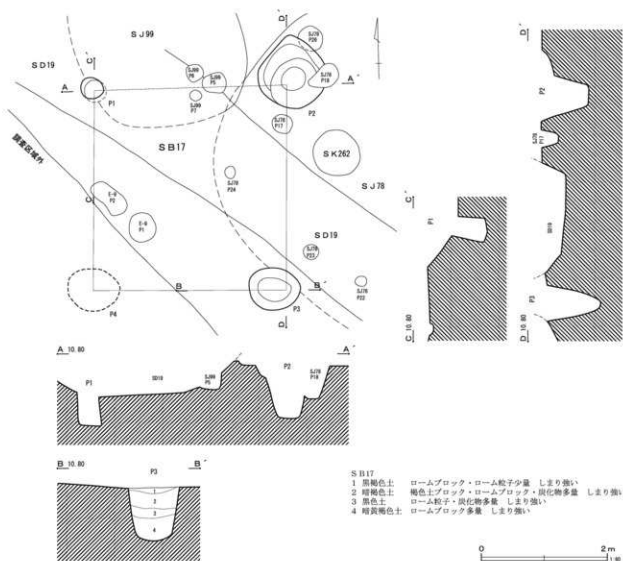 SJ99
SD19
C´
A
P1
SJ99
P6
SJ99
P5
SJ99
P7
D´
SJ78
P20
SJ78
P18
A´
P2
SJ78
P17
SB17
SK262
SJ78
P24
SJ78
調査区域外
C
E-9
P2
E-9
P1
SD19
SJ78
P23
SJ78
P22
B
B´
P4
P3
D
D´
P2
SJ78
P17
SD19
P3
D 10.80
C´
P1
C 10.80
A 10.80
A´
P1
SD19
SJ99
P5
P2
SJ78
P18
B 10.80
B´
P3
1
2
3
4
SB17
1 黒褐色土 ロームブロック・ローム粒子少量 しまり強い
2 暗褐色土 褐色土ブロック・ロームブロック・炭化物多量 しまり強い
3 黒色土 ローム粒子・炭化物多量 しまり強い
4 暗黄褐色土 ロームブロック多量 しまり強い
0
2m
1:60